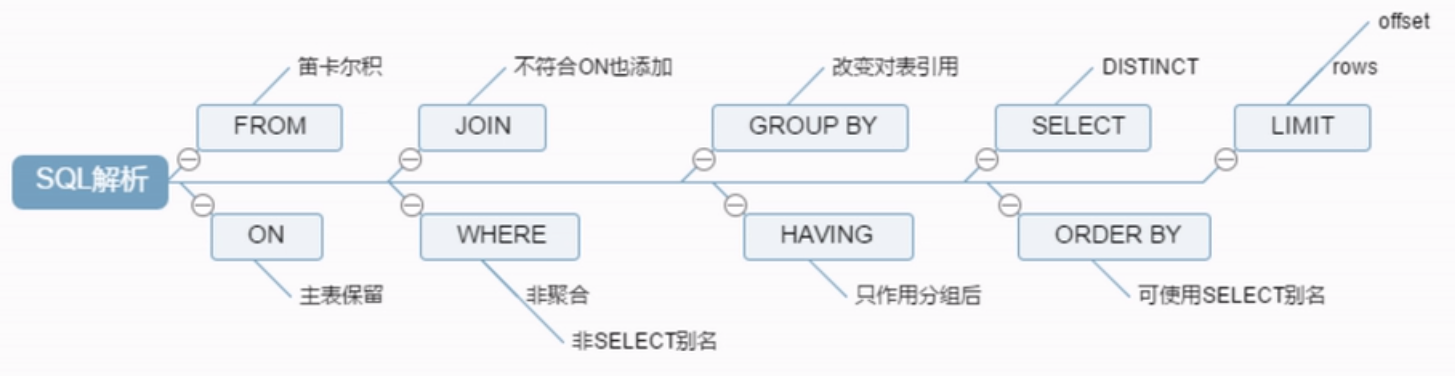 SQL解析
笛卡尔积
FROM
ON
主表保留
不符合ON也添加
JOIN
WHERE
非聚合
非SELECT别名
改变对表引用
GROUP BY
HAVING
只作用分组后
DISTINCT
SELECT
ORDER BY
可使用SELECT别名
offset
rows
LIMIT